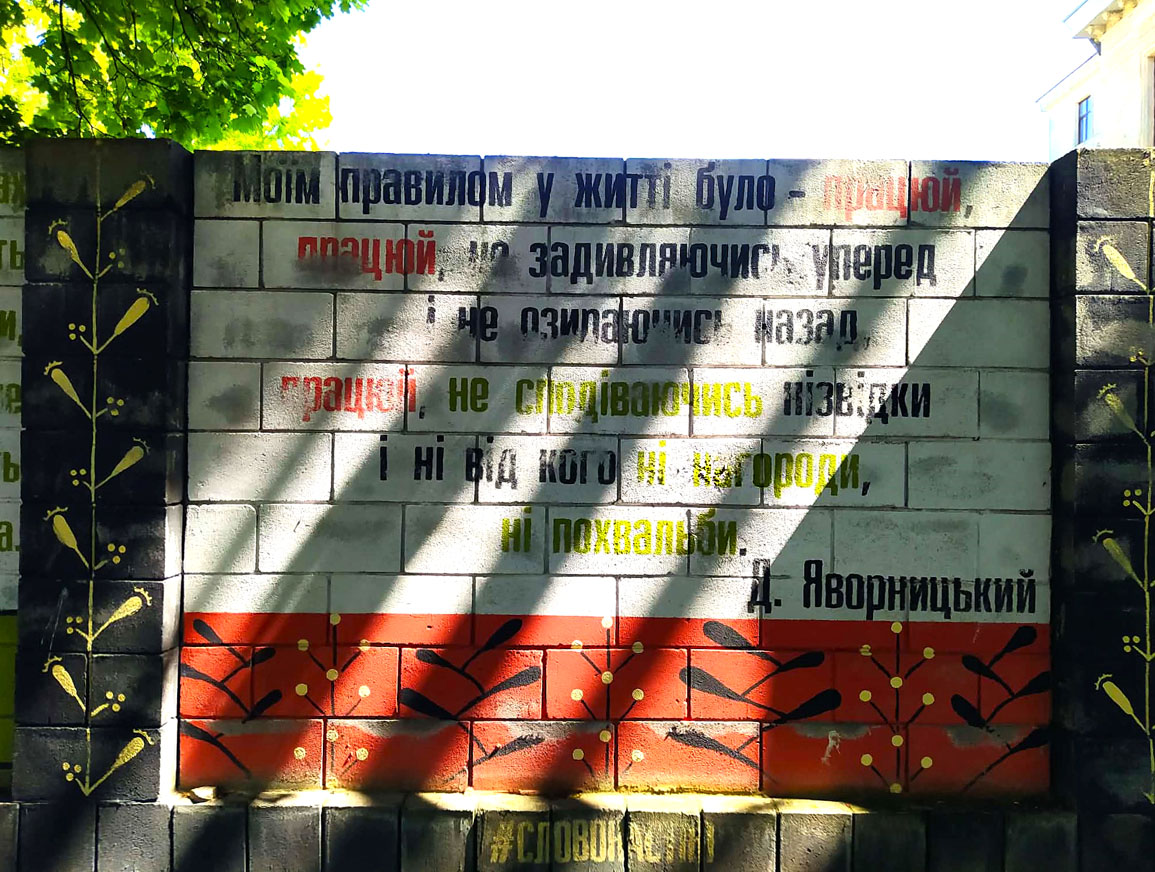 Моїм правилом у житті було - працюй,
працюй, не задивляючись уперед
і не озираючись назад,
працюй, не сподіваючись нізвідки
і ні від кого ні нагороди,
ні похвальби.
Д. Яворницький